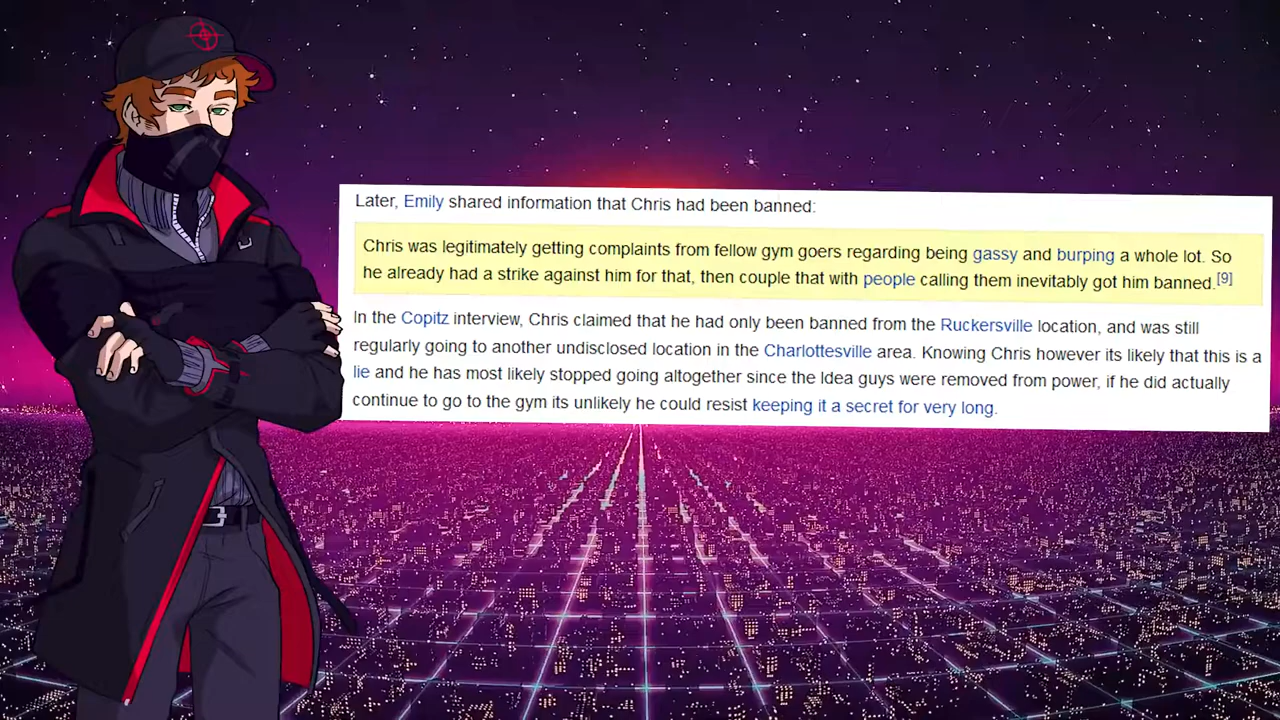 Later, Emily shared information that Chris had been banned:
Chris was legitimately getting complaints from fellow gym goers regarding being gassy and burping a whole lot. So
he already had a strike against him for that, then couple that with people calling them inevitably got him banned.[9]
In the Copitz interview, Chris claimed that he had only been banned from the Ruckersville location, and was still
regularly going to another undisclosed location in the Charlottesville area. Knowing Chris however its likely that this is a
lie and he has most likely stopped going altogether since the Idea guys were removed from power, if he did actually
continue to go to the gym its unlikely he could resist keeping it a secret for very long.